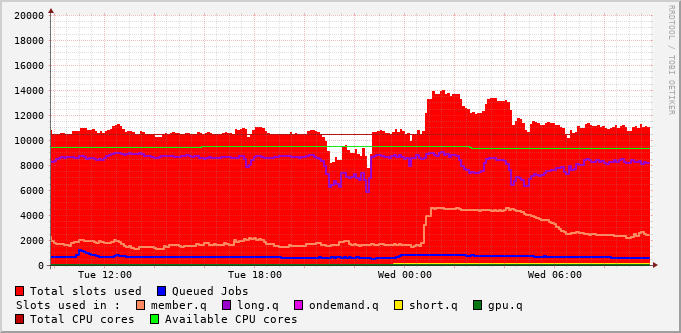 20000
18000
16000
14000
12000
10000
8000
6000
4000
2000
0
Tue 12:00 Tue 18:00 Wed 00:00 Wed 06:00
RRDTOOL / TOBI OETIKER
Total slots used Queued Jobs
Slots used in : member.q long.q ondemand.q short.q gpu.q
Total CPU cores Available CPU cores